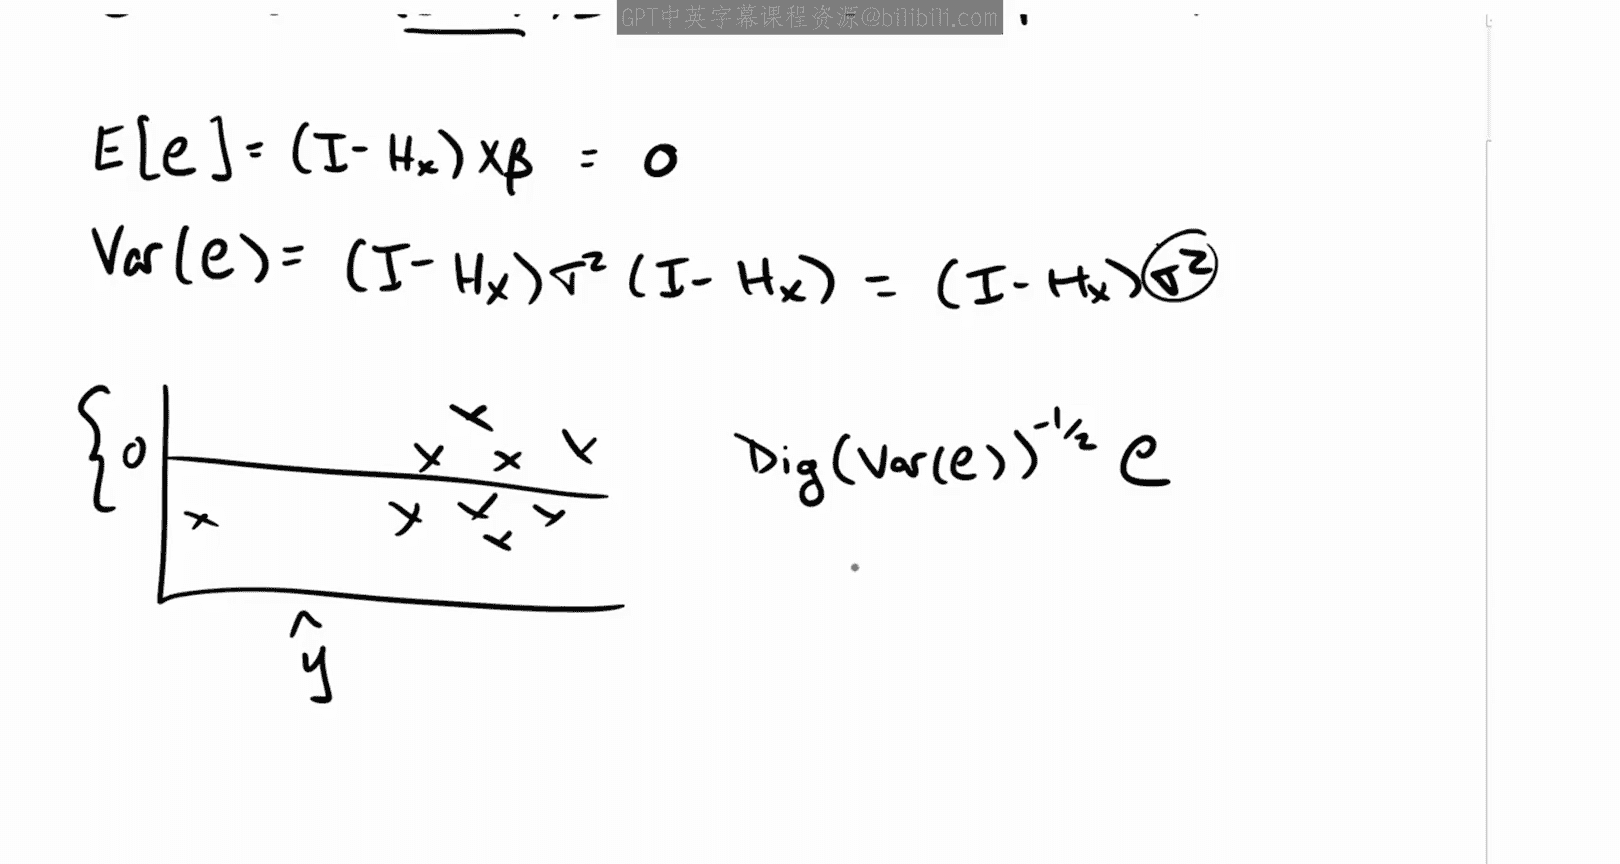 GPT中英字幕课程资源@bilibili.com
E[e] = (I - Hₓ) Xβ = 0
Var(e) = (I - Hₓ) σ² (I - Hₓ) = (I - Hₓ) σ²
0
Dig(Var(e))^(-1/2) e
ŷ